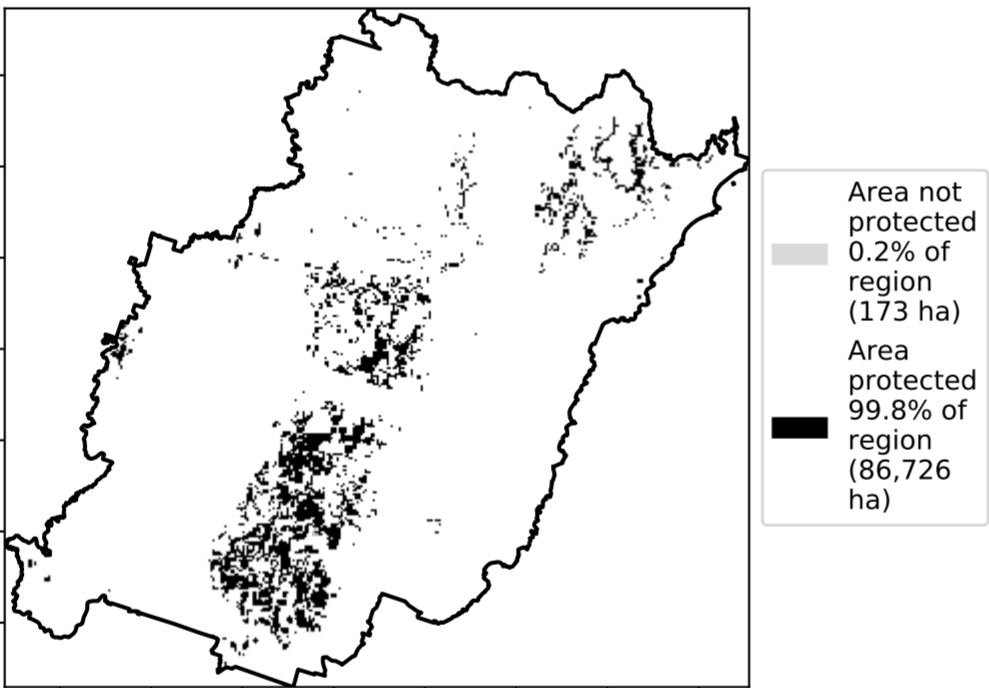 Area not
protected
0.2% of
region
(173 ha)
Area
protected
99.8% of
region
(86,726
ha)